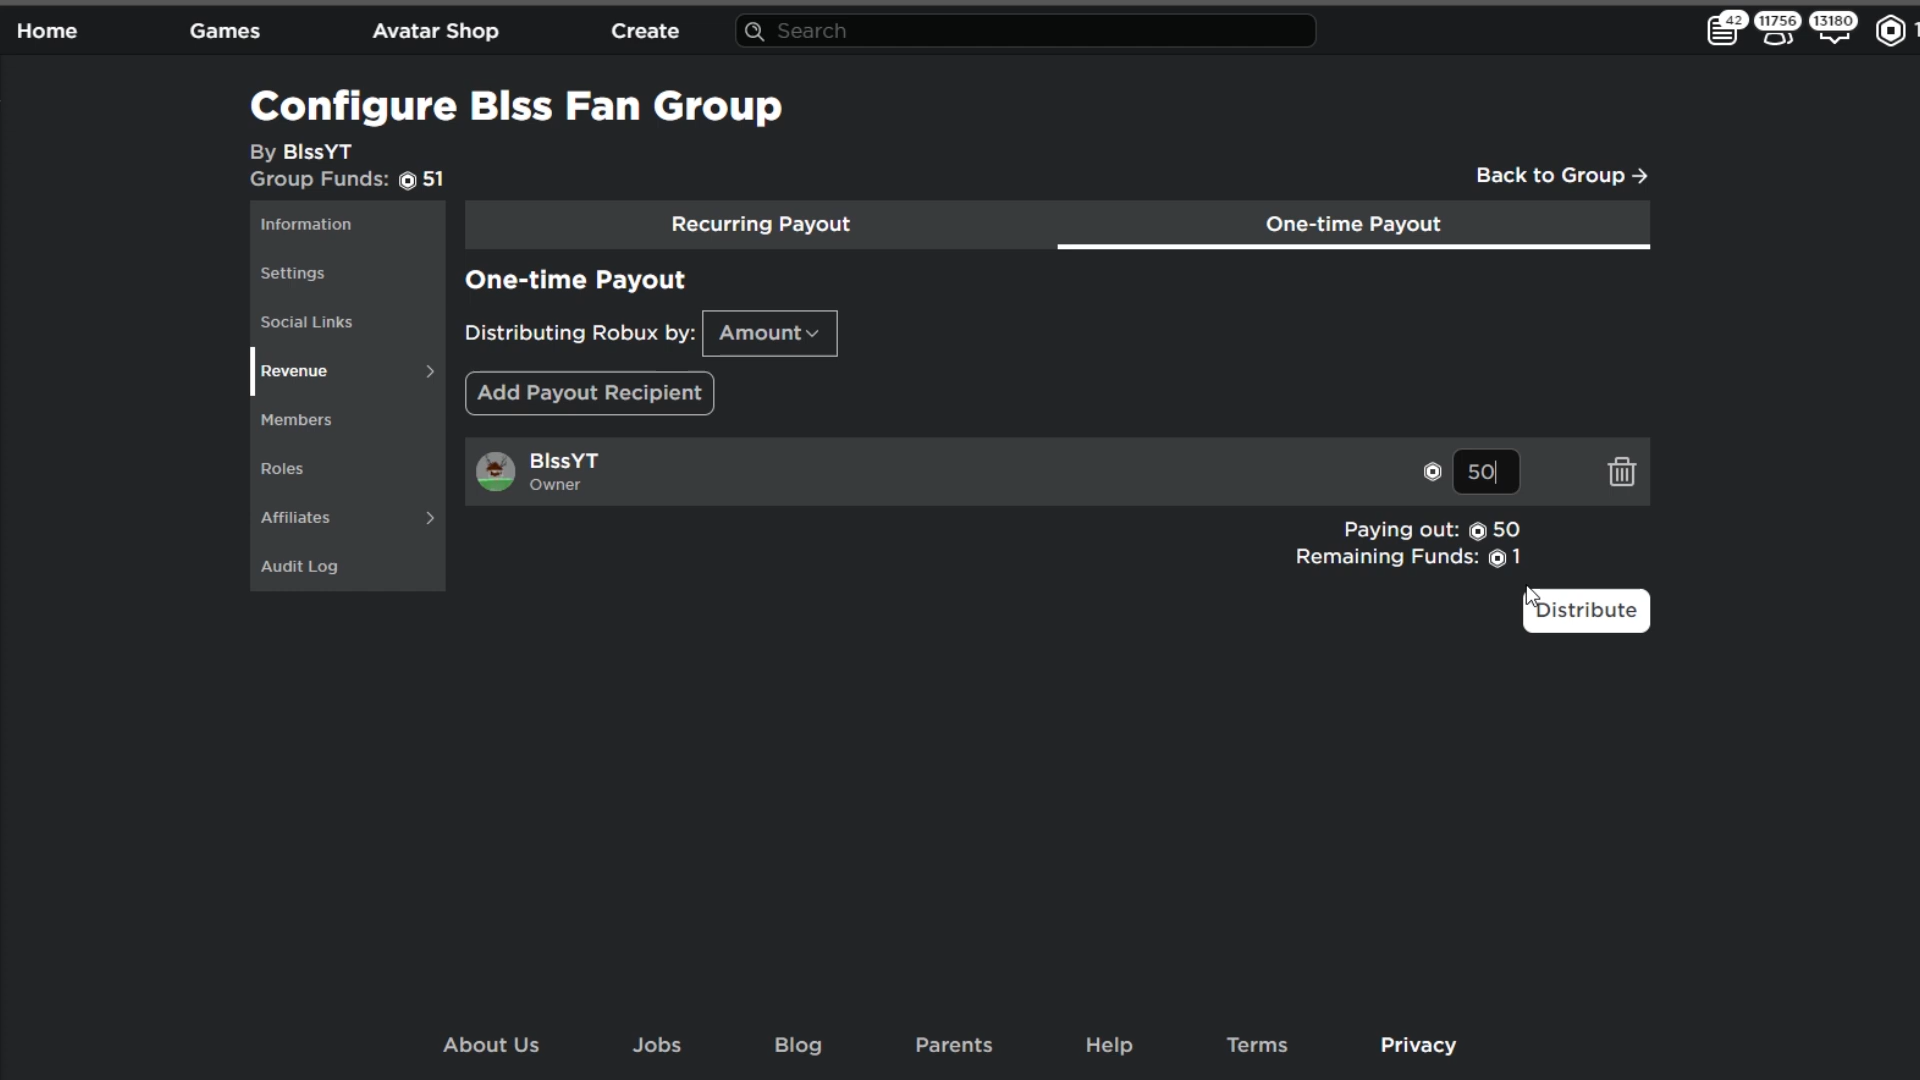 Home Games Avatar Shop Create Search 42 11756 13180
Configure Blss Fan Group
By BlssYT
Group Funds: 51
Back to Group →
Information
Settings
Social Links
Revenue
Members
Roles
Affiliates
Audit Log
Recurring Payout One-time Payout
One-time Payout
Distributing Robux by: Amount
Add Payout Recipient
BlssYT
Owner
50
Paying out: 50
Remaining Funds: 1
Distribute
About Us Jobs Blog Parents Help Terms Privacy